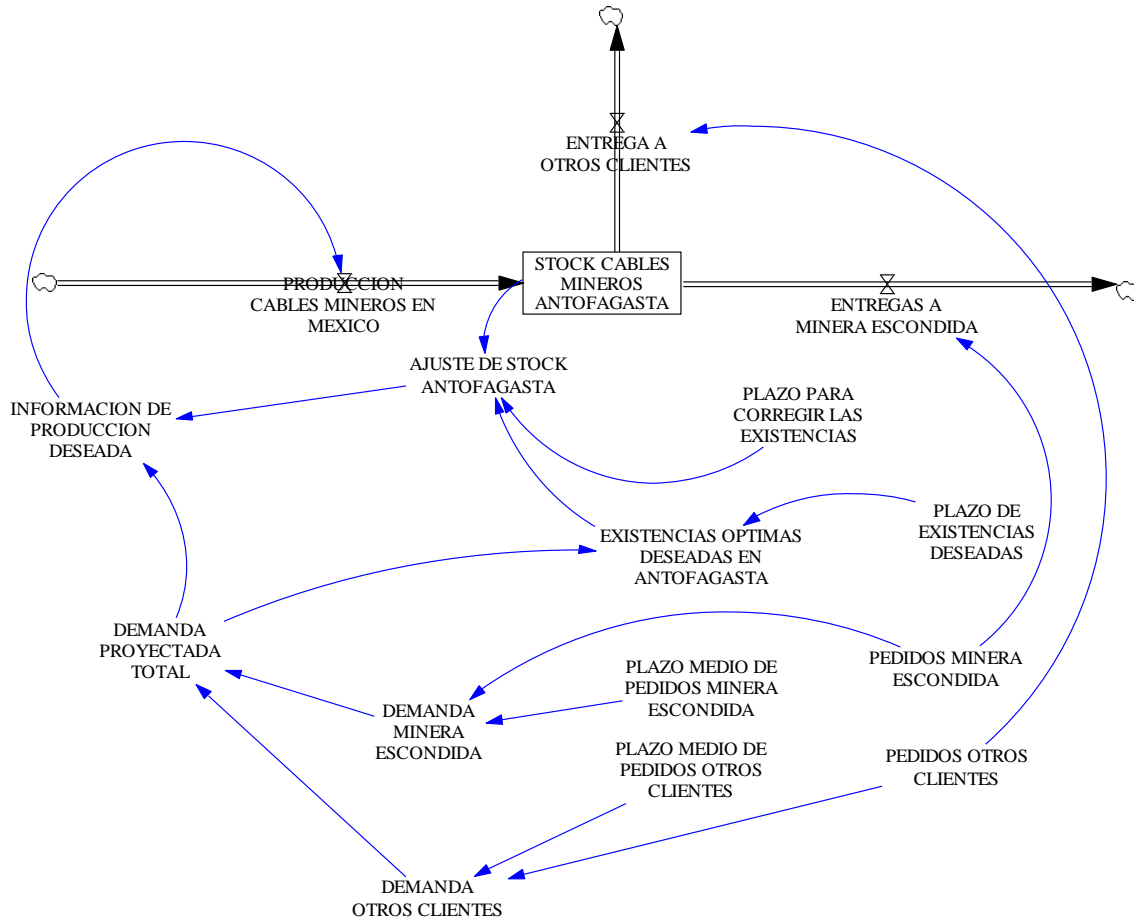 ENTREGA A
OTROS CLIENTES
STOCK CABLES
MINEROS
ANTOFAGASTA
PRODUCCION
CABLES MINEROS EN
MEXICO
ENTREGAS A
MINERA ESCONDIDA
AJUSTE DE STOCK
ANTOFAGASTA
PLAZO PARA
CORREGIR LAS
EXISTENCIAS
INFORMACION DE
PRODUCCION
DESEADA
EXISTENCIAS OPTIMAS
DESEADAS EN
ANTOFAGASTA
PLAZO DE
EXISTENCIAS
DESEADAS
DEMANDA
PROYECTADA
TOTAL
PEDIDOS MINERA
ESCONDIDA
PLAZO MEDIO DE
PEDIDOS MINERA
ESCONDIDA
DEMANDA
MINERA
ESCONDIDA
PLAZO MEDIO DE
PEDIDOS OTROS
CLIENTES
PEDIDOS OTROS
CLIENTES
DEMANDA
OTROS CLIENTES